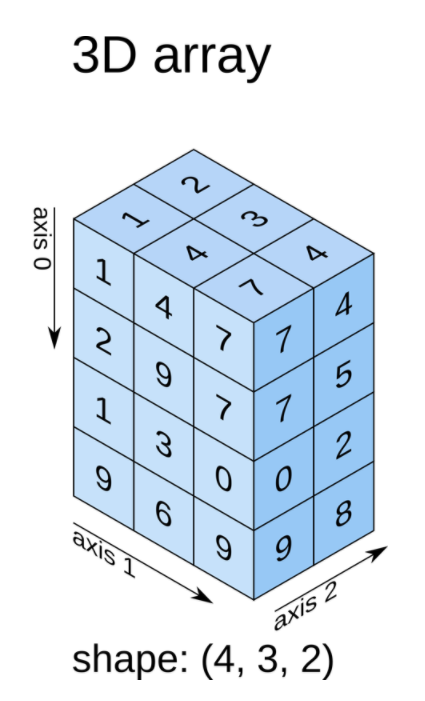 3D array
axis 0
2
1 3
4 4
7
1 4 7 7 4
2 9 7 7 5
1 3 0 0 2
9 6 9 9 8
axis 1
axis 2
shape: (4, 3, 2)